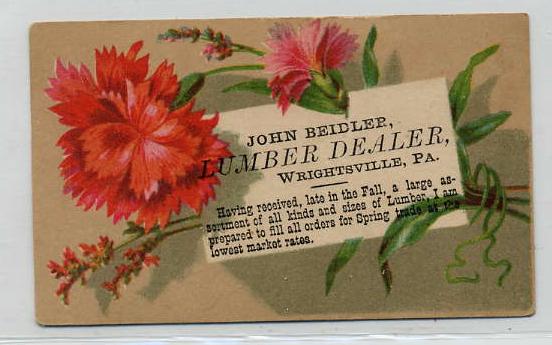 JOHN BEIDLER,
LUMBER DEALER,
WRIGHTSVILLE, PA.
Having received, late in the Fall, a large as-
sortment of all kinds and sizes of Lumber, I am
prepared to fill all orders for Spring trade at the
lowest market rates.